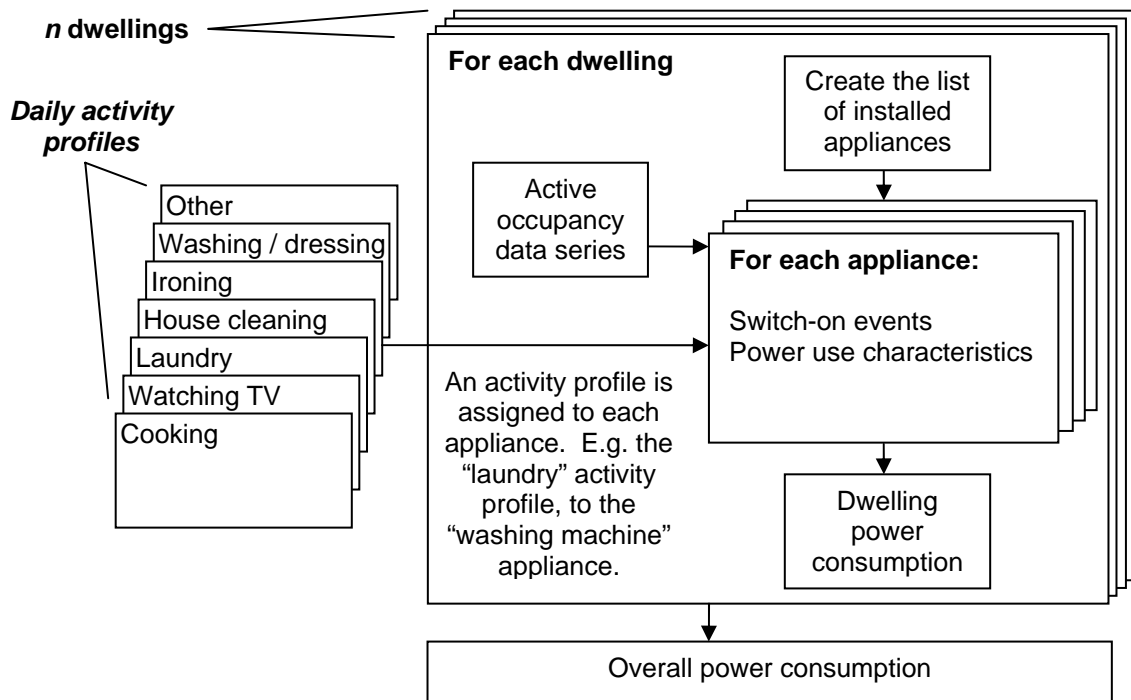 n dwellings
Daily activity
profiles
Other
Washing / dressing
Ironing
House cleaning
Laundry
Watching TV
Cooking
For each dwelling
Create the list
of installed
appliances
Active
occupancy
data series
For each appliance:
Switch-on events
Power use characteristics
An activity profile is
assigned to each
appliance.  E.g. the
“laundry” activity
profile, to the
“washing machine”
appliance.
Dwelling
power
consumption
Overall power consumption